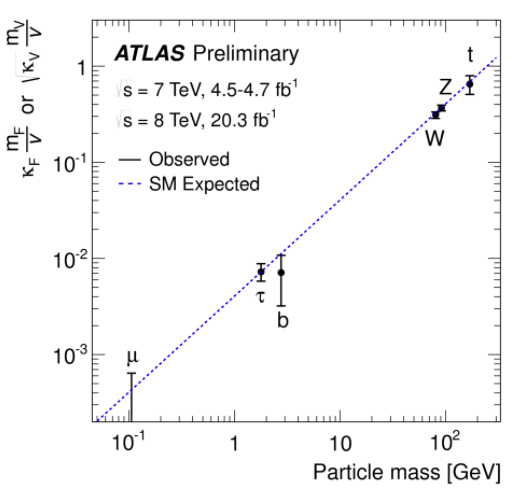 κ_F m_F/v or √κ_V m_V/v
ATLAS Preliminary
√s = 7 TeV, 4.5-4.7 fb⁻¹
√s = 8 TeV, 20.3 fb⁻¹
Observed
SM Expected
t
Z
W
τ
b
μ
1
10⁻¹
10⁻²
10⁻³
10⁻¹ 1 10 10²
Particle mass [GeV]